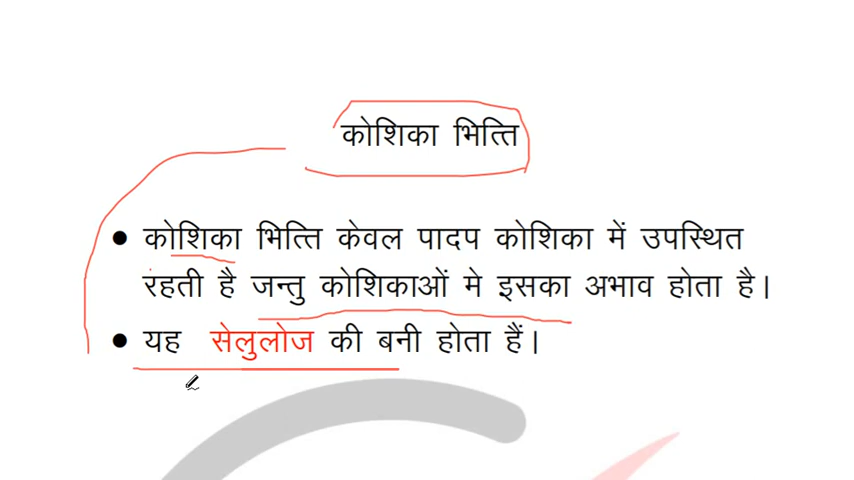 कोशिका भित्ति
● कोशिका भित्ति केवल पादप कोशिका में उपस्थित
रहती है जन्तु कोशिकाओं मे इसका अभाव होता है।
● यह सेलुलोज की बनी होता हैं।